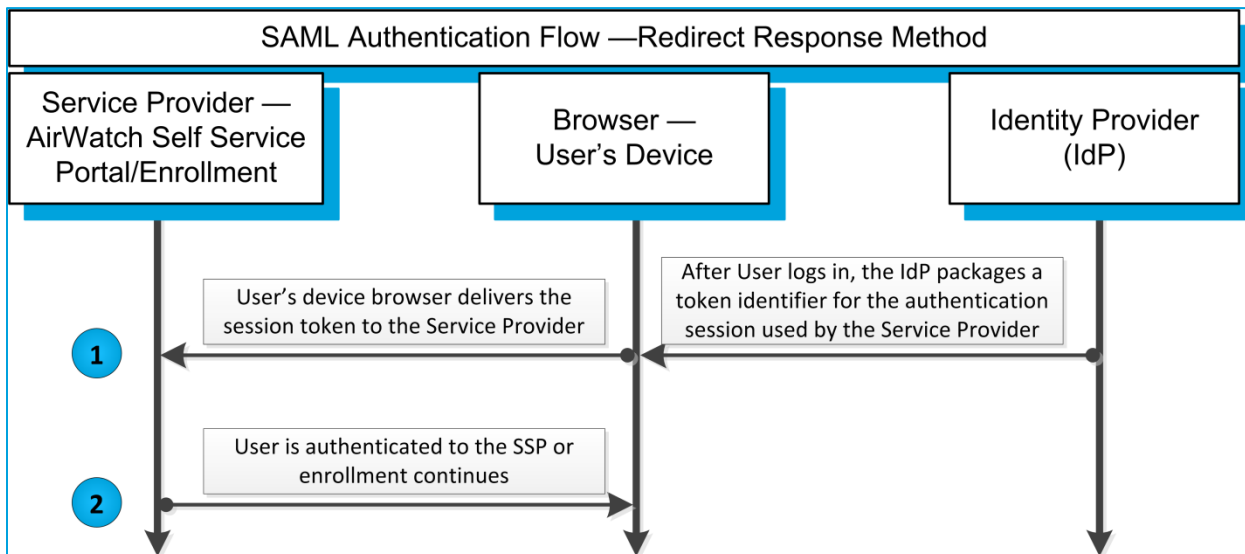 SAML Authentication Flow —Redirect Response Method
Service Provider —
AirWatch Self Service
Portal/Enrollment
Browser —
User’s Device
Identity Provider
(IdP)
After User logs in, the IdP packages a
token identifier for the authentication
session used by the Service Provider
User’s device browser delivers the
session token to the Service Provider
1
User is authenticated to the SSP or
enrollment continues
2